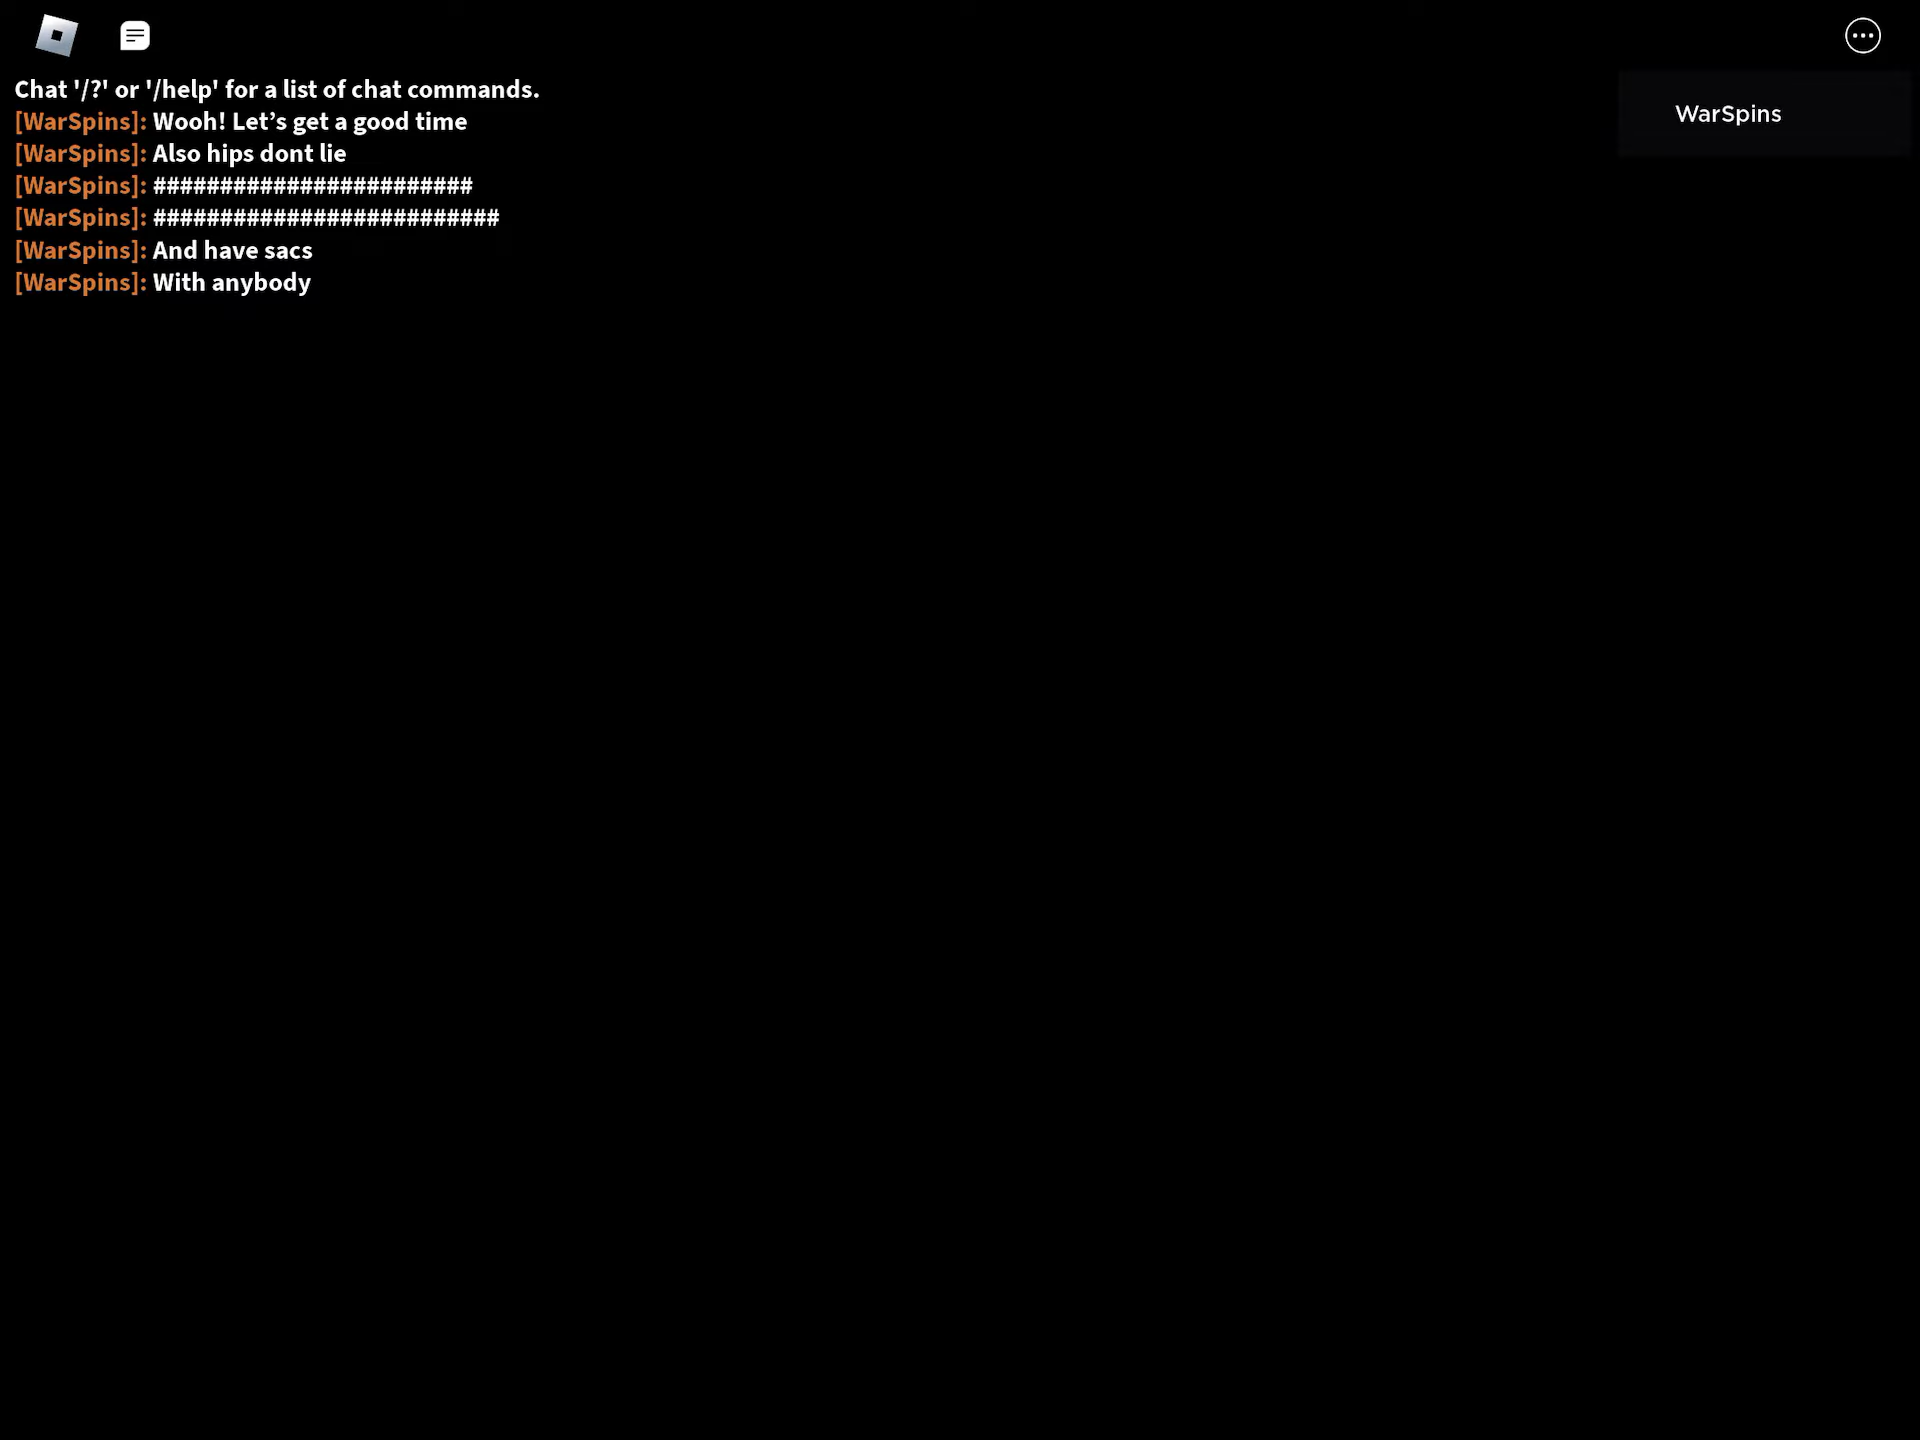 Chat '/?' or '/help' for a list of chat commands.
WarSpins
[WarSpins]: Wooh! Let’s get a good time
[WarSpins]: Also hips dont lie
[WarSpins]: ########################
[WarSpins]: ##########################
[WarSpins]: And have sacs
[WarSpins]: With anybody